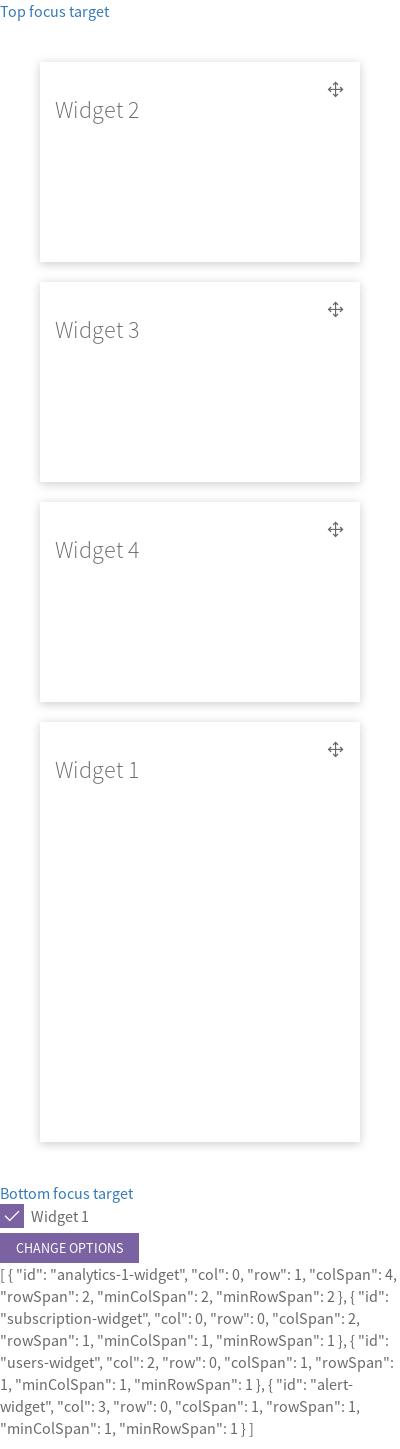 Top focus target
Widget 2
Widget 3
Widget 4
Widget 1
Bottom focus target
Widget 1
CHANGE OPTIONS
[ { "id": "analytics-1-widget", "col": 0, "row": 1, "colSpan": 4,
"rowSpan": 2, "minColSpan": 2, "minRowSpan": 2 }, { "id":
"subscription-widget", "col": 0, "row": 0, "colSpan": 2,
"rowSpan": 1, "minColSpan": 1, "minRowSpan": 1 }, { "id":
"users-widget", "col": 2, "row": 0, "colSpan": 1, "rowSpan":
1, "minColSpan": 1, "minRowSpan": 1 }, { "id": "alert-
widget", "col": 3, "row": 0, "colSpan": 1, "rowSpan": 1,
"minColSpan": 1, "minRowSpan": 1 } ]